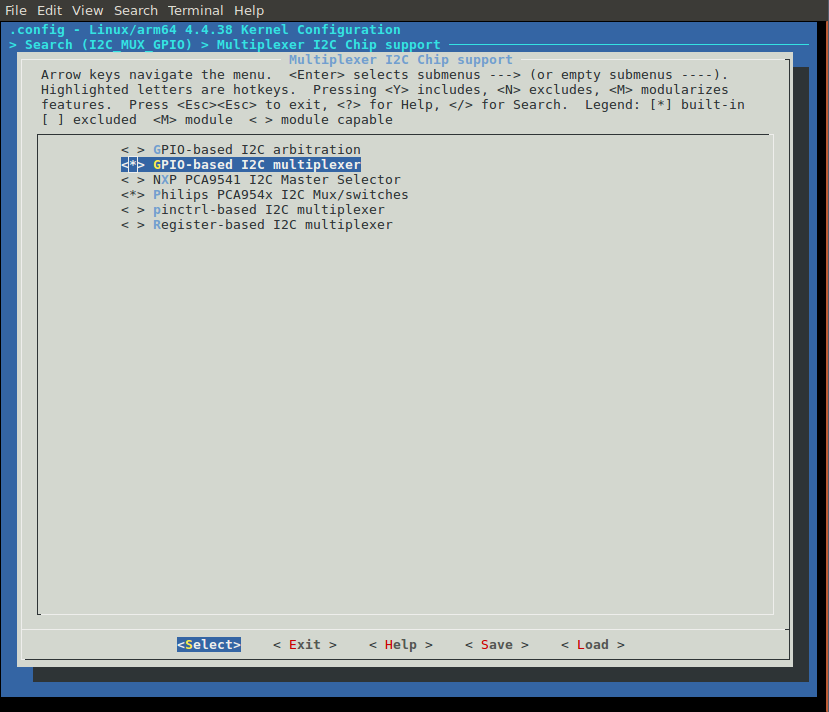 File Edit View Search Terminal Help
.config - Linux/arm64 4.4.38 Kernel Configuration
> Search (I2C_MUX_GPIO) > Multiplexer I2C Chip support
Multiplexer I2C Chip support
Arrow keys navigate the menu.  <Enter> selects submenus ---> (or empty submenus ----).
Highlighted letters are hotkeys.  Pressing <Y> includes, <N> excludes, <M> modularizes
features.  Press <Esc><Esc> to exit, <?> for Help, </> for Search.  Legend: [*] built-in
[ ] excluded  <M> module  < > module capable
< > GPIO-based I2C arbitration
<*> GPIO-based I2C multiplexer
< > NXP PCA9541 I2C Master Selector
<*> Philips PCA954x I2C Mux/switches
< > pinctrl-based I2C multiplexer
< > Register-based I2C multiplexer
<Select>    < Exit >    < Help >    < Save >    < Load >